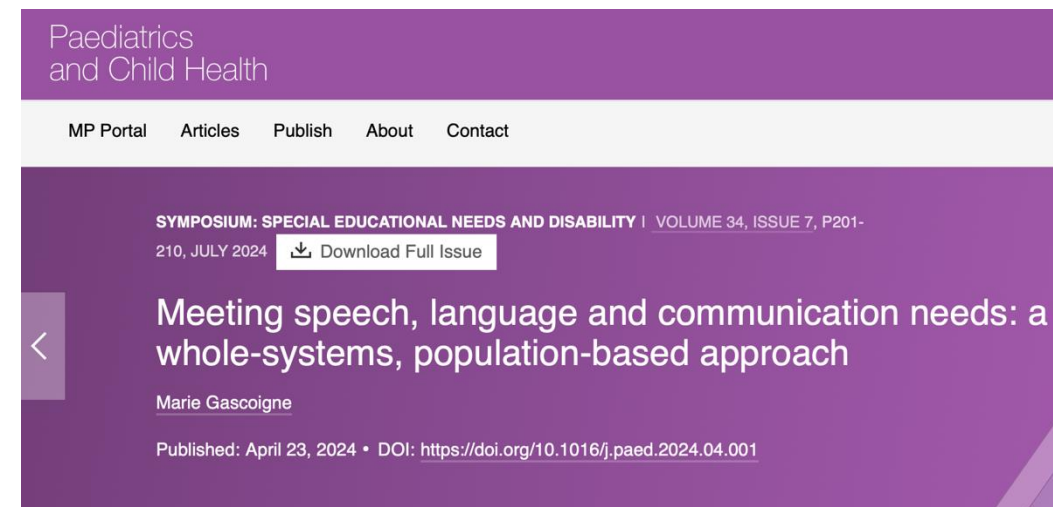 Paediatrics
and Child Health
MP Portal Articles Publish About Contact
SYMPOSIUM: SPECIAL EDUCATIONAL NEEDS AND DISABILITY | VOLUME 34, ISSUE 7, P201-
210, JULY 2024 Download Full Issue
Meeting speech, language and communication needs: a
whole-systems, population-based approach
Marie Gascoigne
Published: April 23, 2024 • DOI: https://doi.org/10.1016/j.paed.2024.04.001